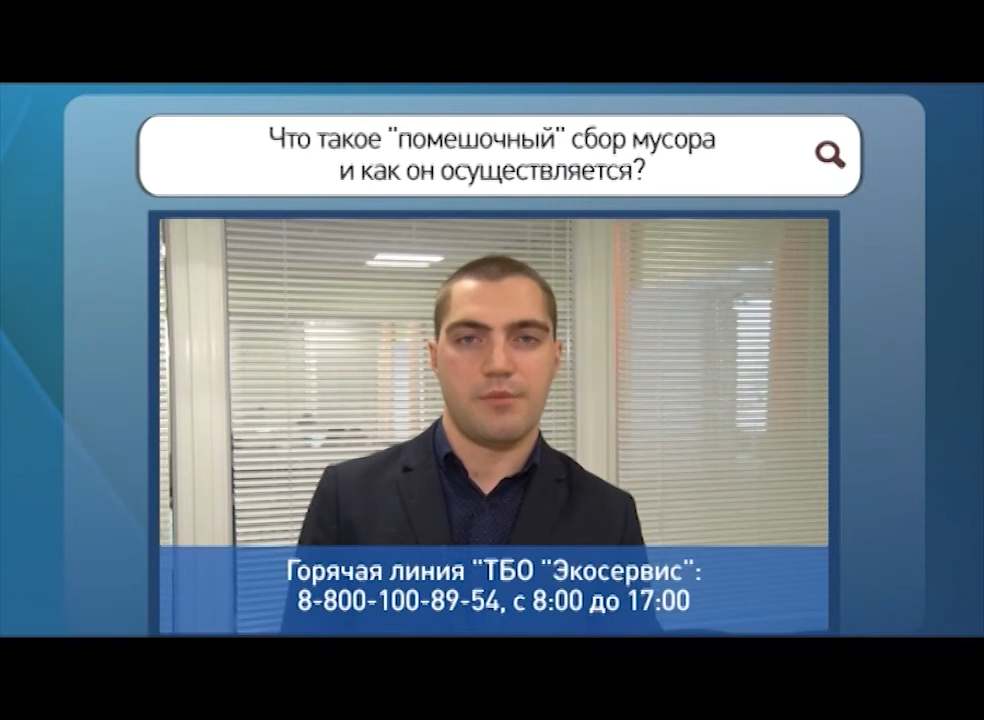 Что такое "помешочный" сбор мусора
и как он осуществляется?
Горячая линия "ТБО "Экосервис":
8-800-100-89-54, с 8:00 до 17:00